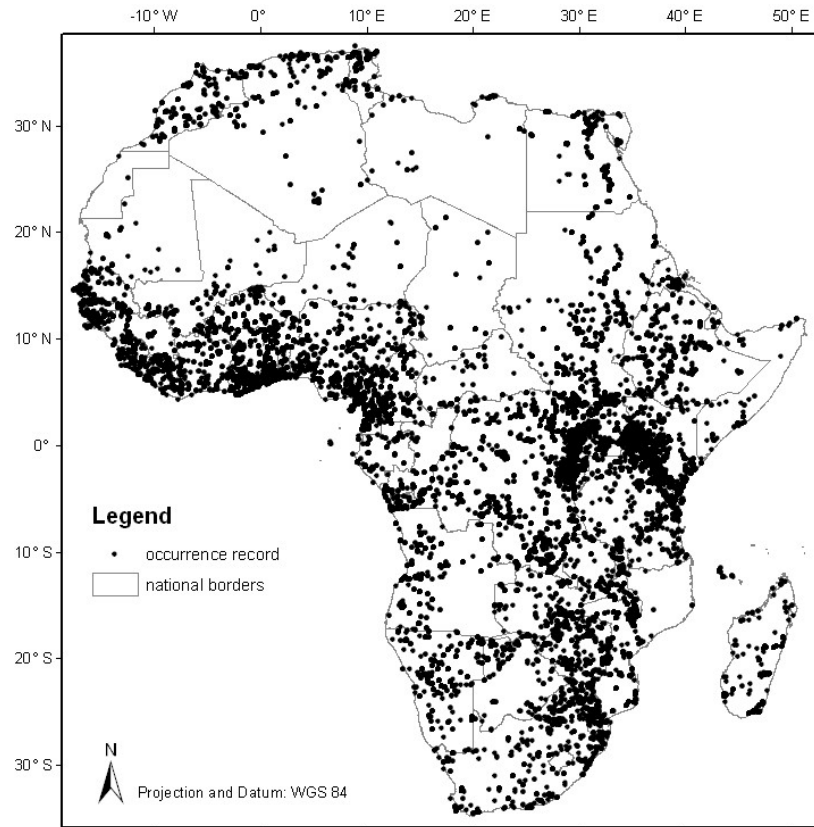 -10° W 0° 10° E 20° E 30° E 40° E 50° E
30° N
20° N
10° N
0°
10° S
20° S
30° S
Legend
occurrence record
national borders
N
Projection and Datum: WGS 84